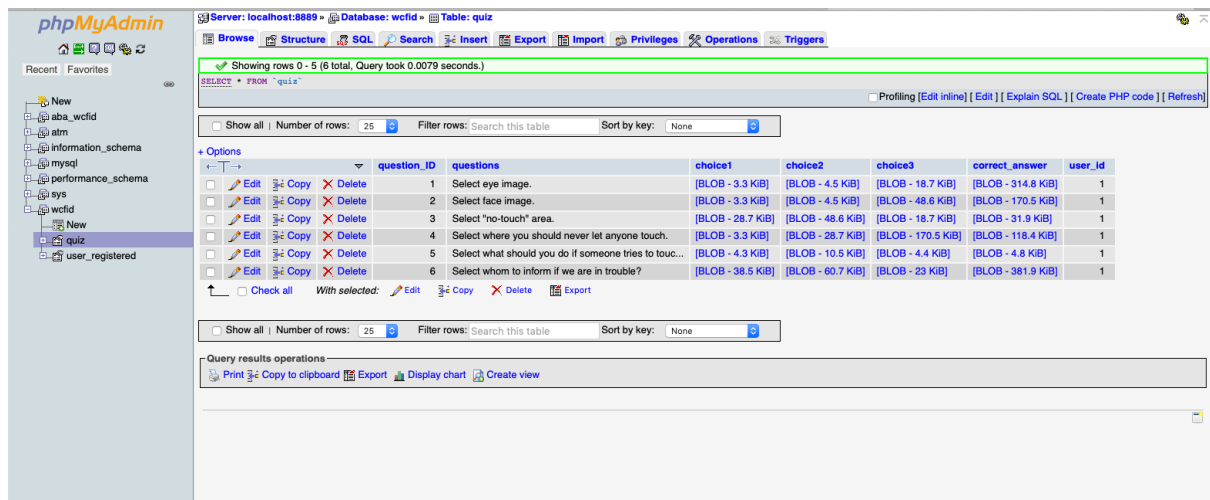 phpMyAdmin
Recent Favorites
New
aba_wcfid
atm
information_schema
mysql
performance_schema
sys
wcfid
New
quiz
user_registered
Server: localhost:8889 » Database: wcfid » Table: quiz
Browse Structure SQL Search Insert Export Import Privileges Operations Triggers
Showing rows 0 - 5 (6 total, Query took 0.0079 seconds.)
SELECT * FROM `quiz`
Profiling [Edit inline] [ Edit ] [ Explain SQL ] [ Create PHP code ] [ Refresh]
Show all | Number of rows: 25 Filter rows: Search this table Sort by key: None
+ Options
←T→ question_ID questions choice1 choice2 choice3 correct_answer user_id
Edit Copy Delete 1 Select eye image. [BLOB - 3.3 KiB] [BLOB - 4.5 KiB] [BLOB - 18.7 KiB] [BLOB - 314.8 KiB] 1
Edit Copy Delete 2 Select face image. [BLOB - 3.3 KiB] [BLOB - 4.5 KiB] [BLOB - 48.6 KiB] [BLOB - 170.5 KiB] 1
Edit Copy Delete 3 Select "no-touch" area. [BLOB - 28.7 KiB] [BLOB - 48.6 KiB] [BLOB - 18.7 KiB] [BLOB - 31.9 KiB] 1
Edit Copy Delete 4 Select where you should never let anyone touch. [BLOB - 3.3 KiB] [BLOB - 28.7 KiB] [BLOB - 170.5 KiB] [BLOB - 118.4 KiB] 1
Edit Copy Delete 5 Select what should you do if someone tries to touc... [BLOB - 4.3 KiB] [BLOB - 10.5 KiB] [BLOB - 4.4 KiB] [BLOB - 4.8 KiB] 1
Edit Copy Delete 6 Select whom to inform if we are in trouble? [BLOB - 38.5 KiB] [BLOB - 60.7 KiB] [BLOB - 23 KiB] [BLOB - 381.9 KiB] 1
Check all With selected: Edit Copy Delete Export
Show all | Number of rows: 25 Filter rows: Search this table Sort by key: None
Query results operations
Print Copy to clipboard Export Display chart Create view